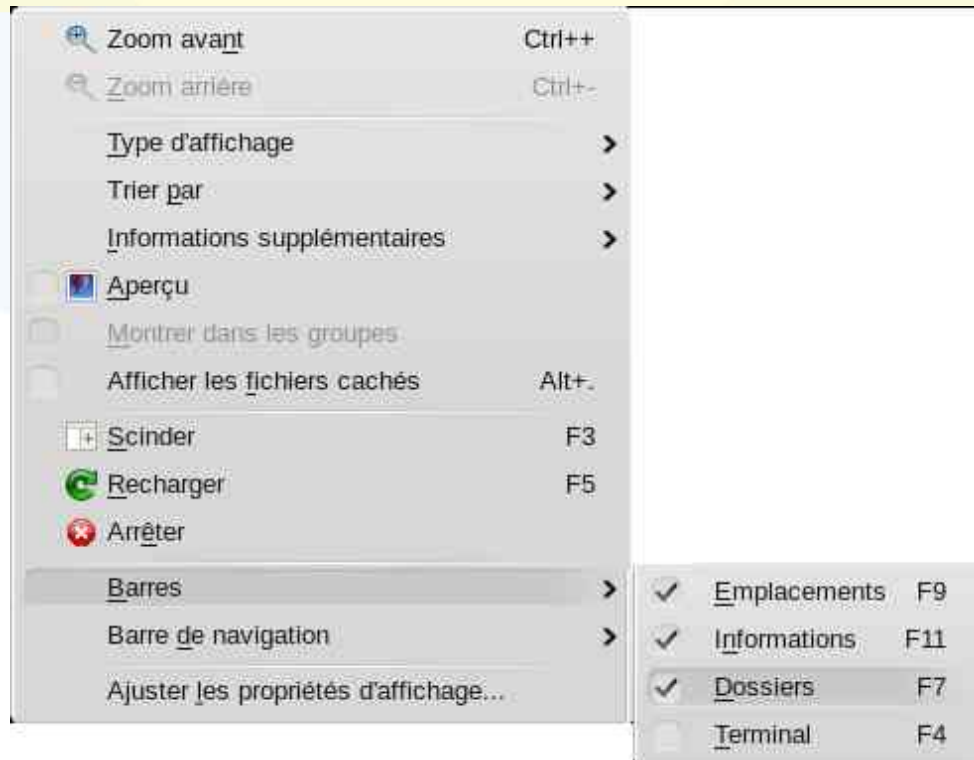 Zoom avant Ctrl++
Zoom arrière Ctrl+-
Type d'affichage
Trier par
Informations supplémentaires
Aperçu
Montrer dans les groupes
Afficher les fichiers cachés Alt+.
Scinder F3
Recharger F5
Arrêter
Barres
Barre de navigation
Ajuster les propriétés d'affichage...
Emplacements F9
Informations F11
Dossiers F7
Terminal F4